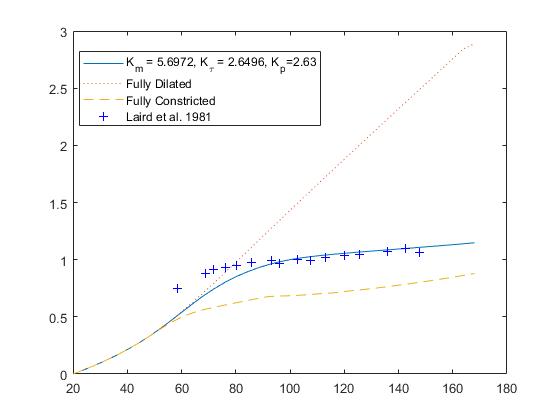 3
2.5
2
1.5
1
0.5
0
K_m = 5.6972, K_τ = 2.6496, K_p=2.63
Fully Dilated
Fully Constricted
Laird et al. 1981
20 40 60 80 100 120 140 160 180